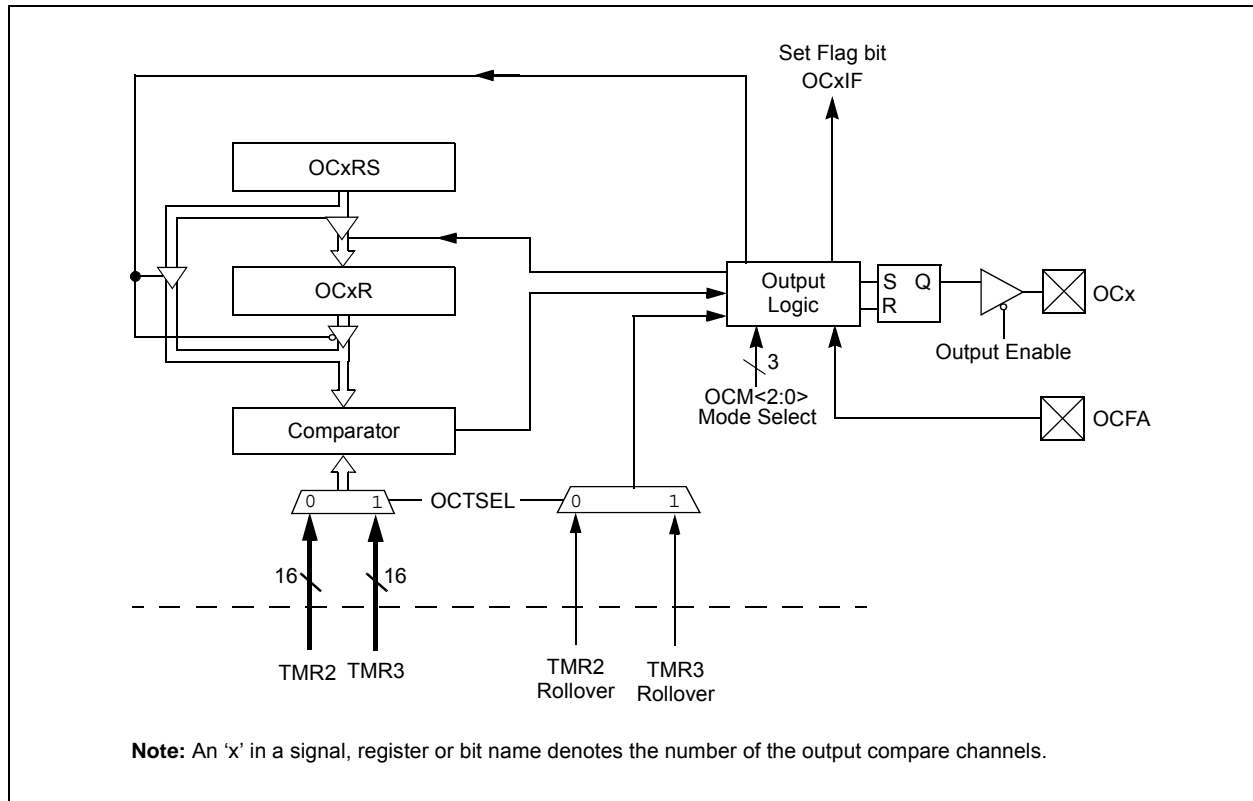 Set Flag bit
OCxIF
OCxRS
OCxR
Output
Logic
S Q
R
OCx
Output Enable
3
OCM<2:0>
Mode Select
OCFA
Comparator
0 1
OCTSEL
0 1
16
16
TMR2
TMR3
TMR2
Rollover
TMR3
Rollover
Note: An ‘x’ in a signal, register or bit name denotes the number of the output compare channels.